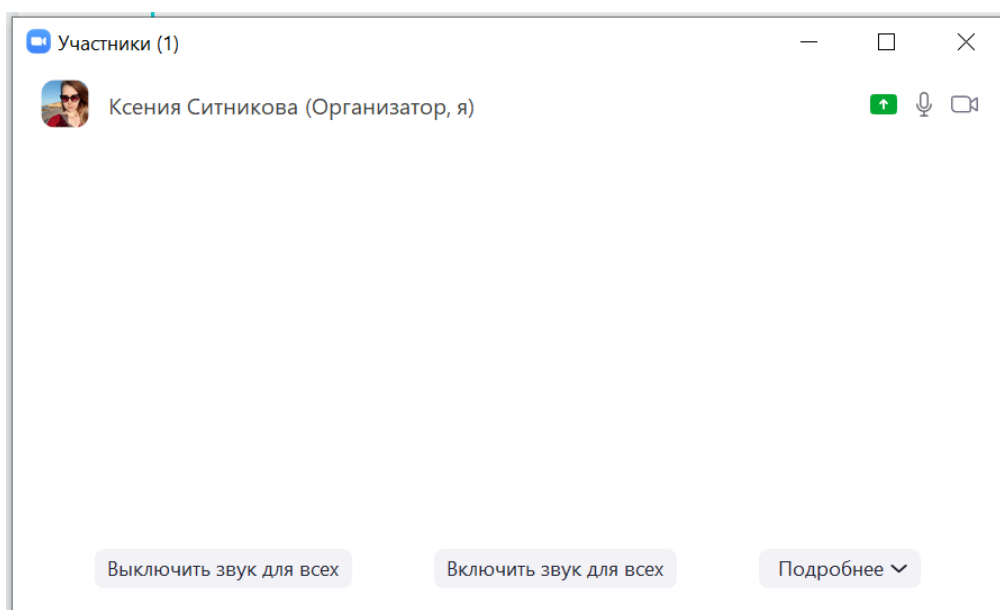 Участники (1)
Ксения Ситникова (Организатор, я)
Выключить звук для всех
Включить звук для всех
Подробнее